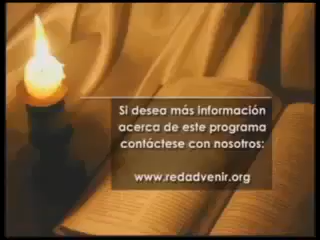 Si desea más información
acerca de este programa
contáctese con nosotros:
www.redadvenir.org